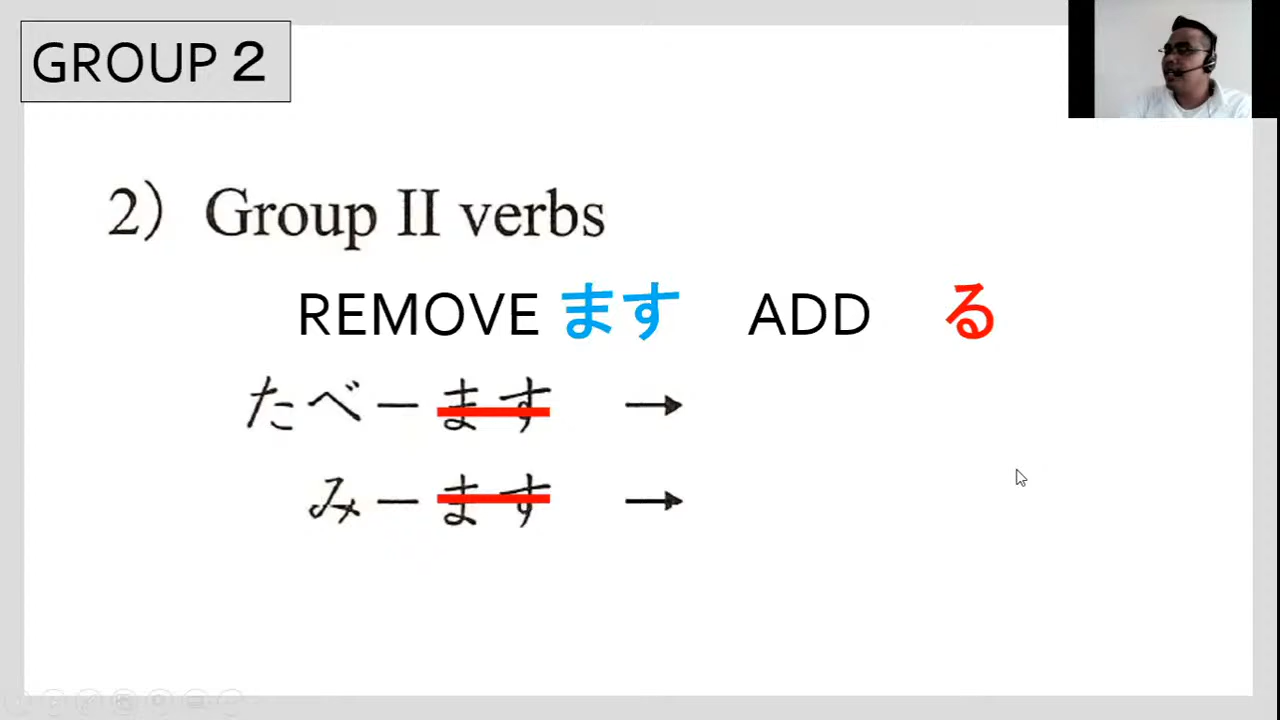 GROUP 2
2) Group II verbs
REMOVE ます ADD る
たべーます →
みーます →